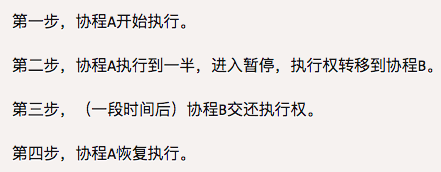 第一步，协程A开始执行。
第二步，协程A执行到一半，进入暂停，执行权转移到协程B。
第三步，（一段时间后）协程B交还执行权。
第四步，协程A恢复执行。